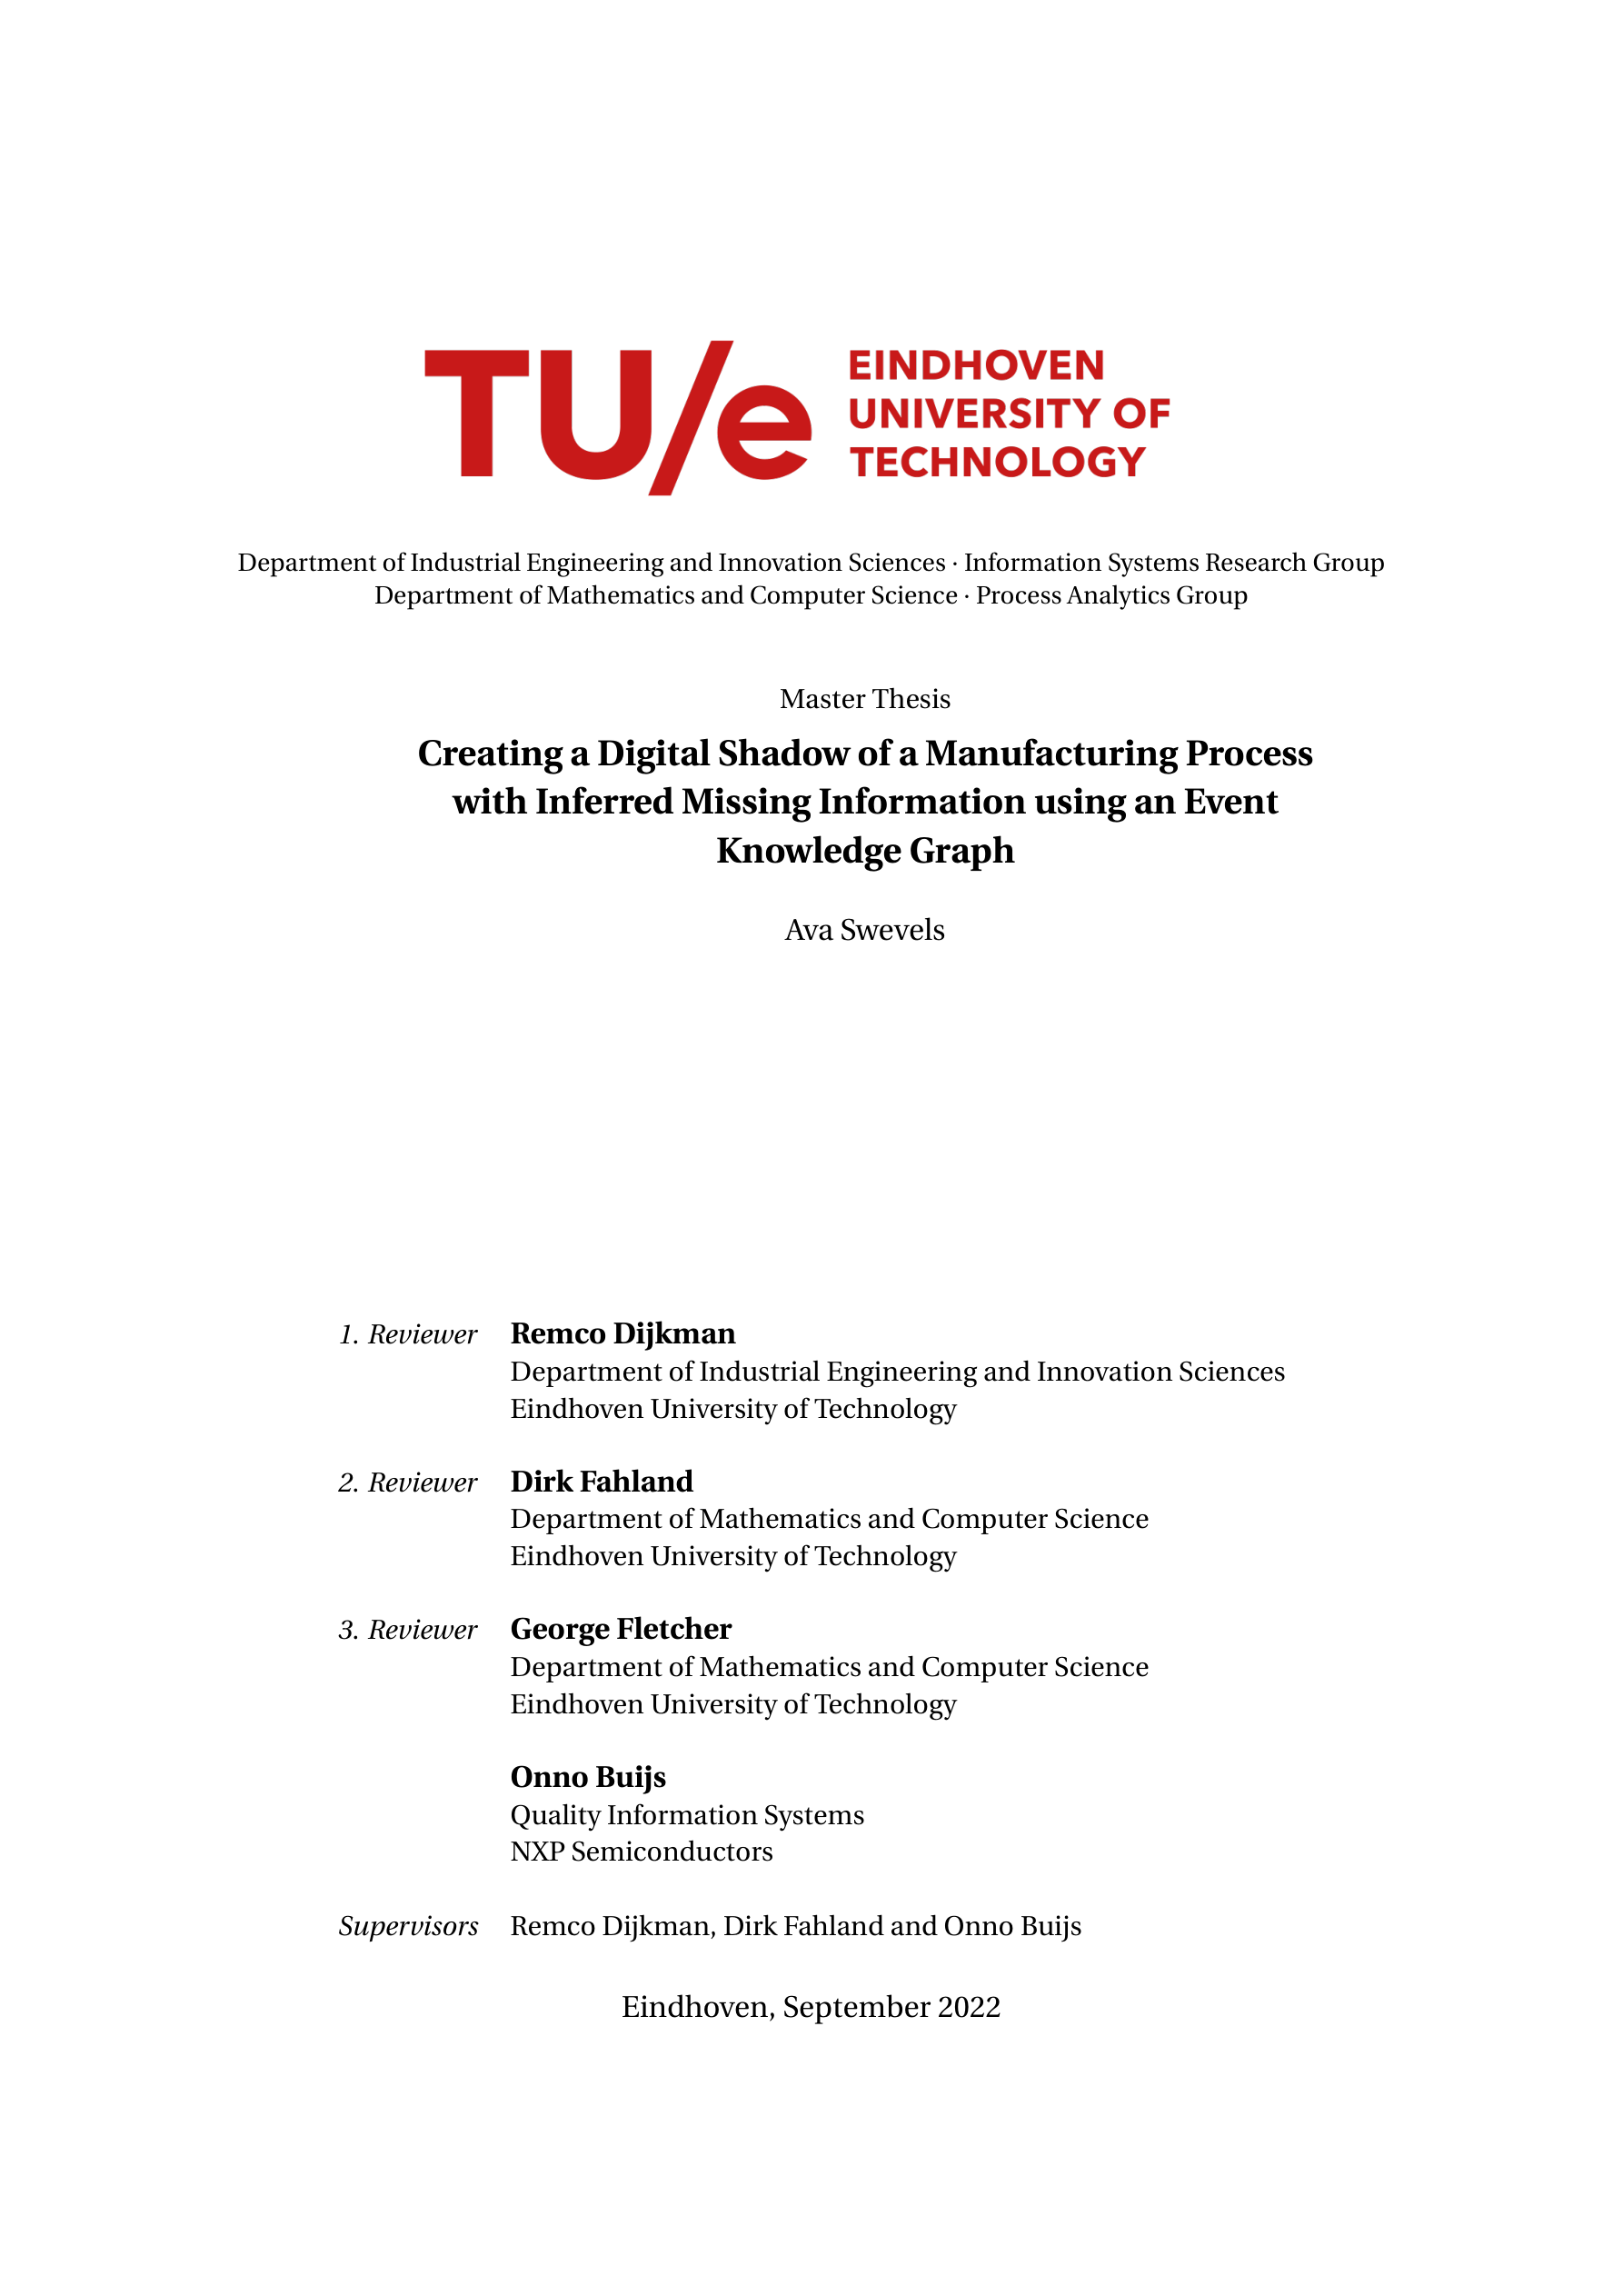 TU/e
EINDHOVEN
UNIVERSITY OF
TECHNOLOGY
Department of Industrial Engineering and Innovation Sciences · Information Systems Research Group
Department of Mathematics and Computer Science · Process Analytics Group
Master Thesis
Creating a Digital Shadow of a Manufacturing Process
with Inferred Missing Information using an Event
Knowledge Graph
Ava Swevels
1. Reviewer Remco Dijkman
Department of Industrial Engineering and Innovation Sciences
Eindhoven University of Technology
2. Reviewer Dirk Fahland
Department of Mathematics and Computer Science
Eindhoven University of Technology
3. Reviewer George Fletcher
Department of Mathematics and Computer Science
Eindhoven University of Technology
Onno Buijs
Quality Information Systems
NXP Semiconductors
Supervisors Remco Dijkman, Dirk Fahland and Onno Buijs
Eindhoven, September 2022